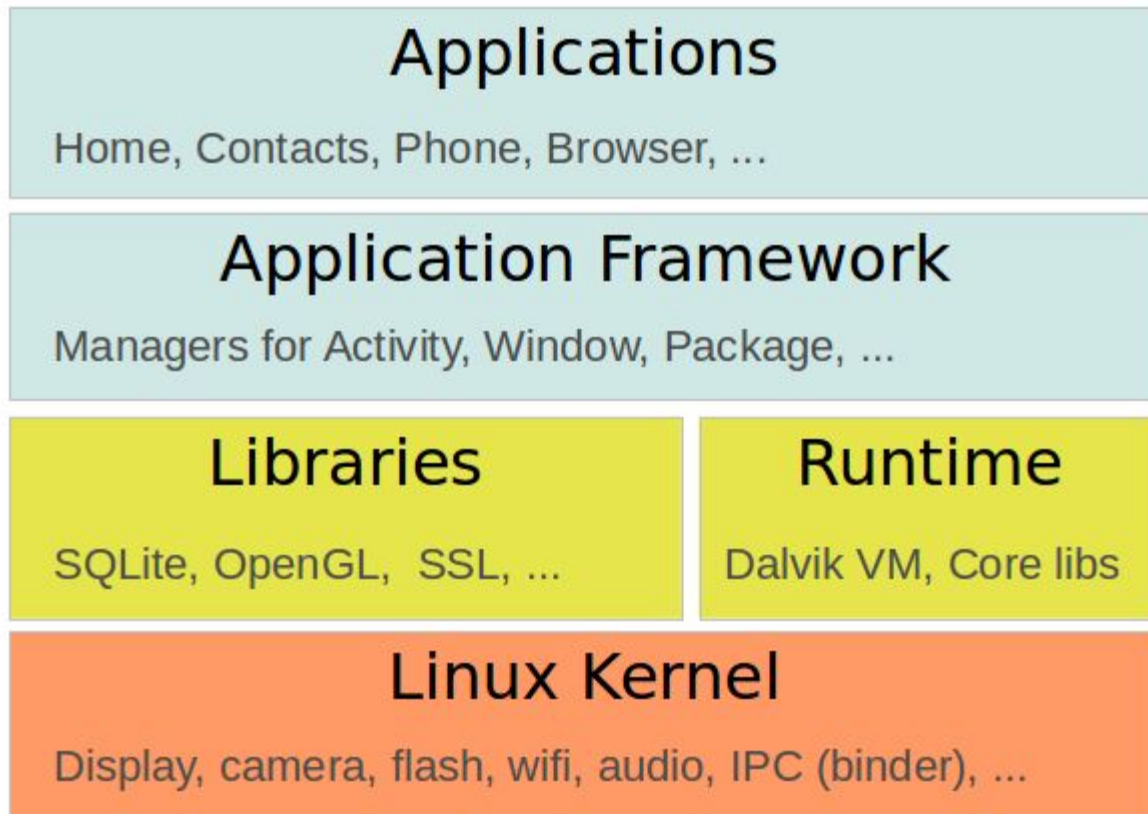 Applications
Home, Contacts, Phone, Browser, ...
Application Framework
Managers for Activity, Window, Package, ...
Libraries
SQLite, OpenGL,  SSL, ...
Runtime
Dalvik VM, Core libs
Linux Kernel
Display, camera, flash, wifi, audio, IPC (binder), ...